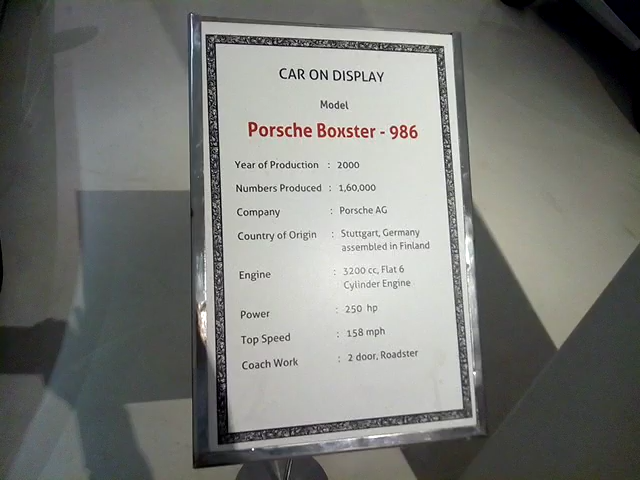 CAR ON DISPLAY
Model
Porsche Boxster - 986
Year of Production : 2000
Numbers Produced : 1,60,000
Company : Porsche AG
Country of Origin : Stuttgart, Germany
assembled in Finland
Engine : 3200 cc, Flat 6
Cylinder Engine
Power : 250 hp
Top Speed : 158 mph
Coach Work : 2 door, Roadster